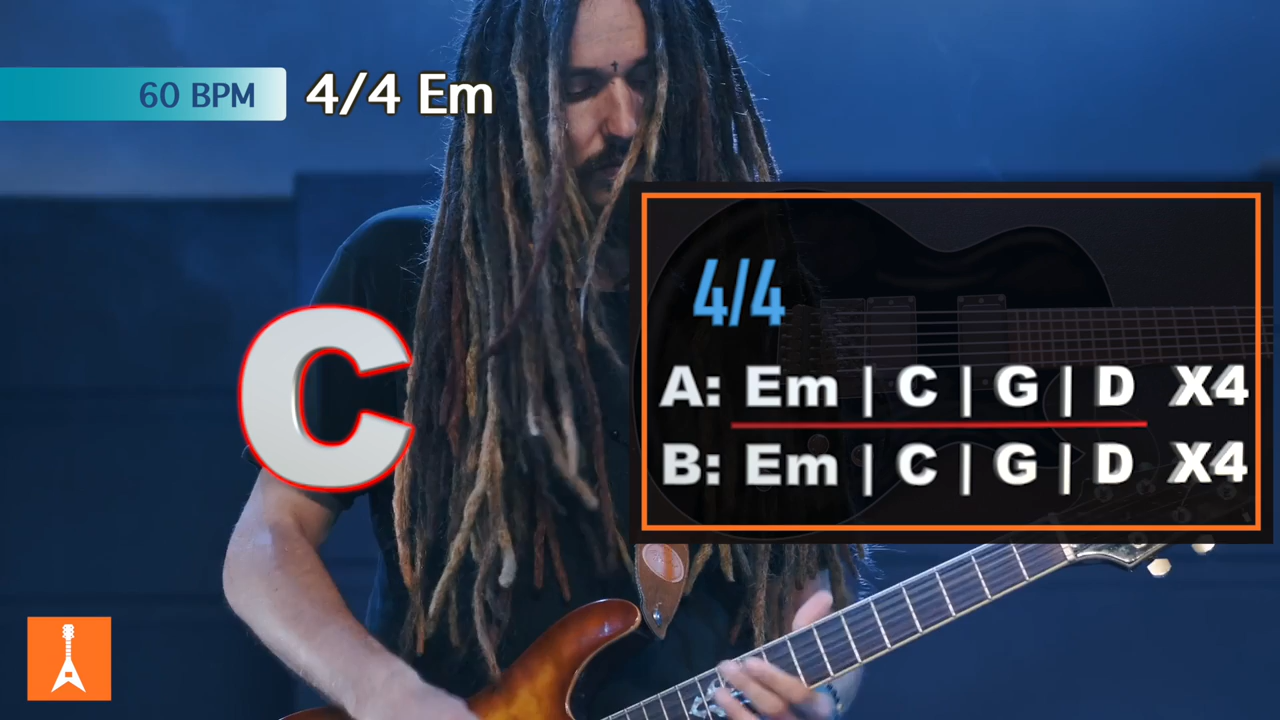 60 BPM 4/4 Em
C
4/4
A: Em | C | G | D X4
B: Em | C | G | D X4